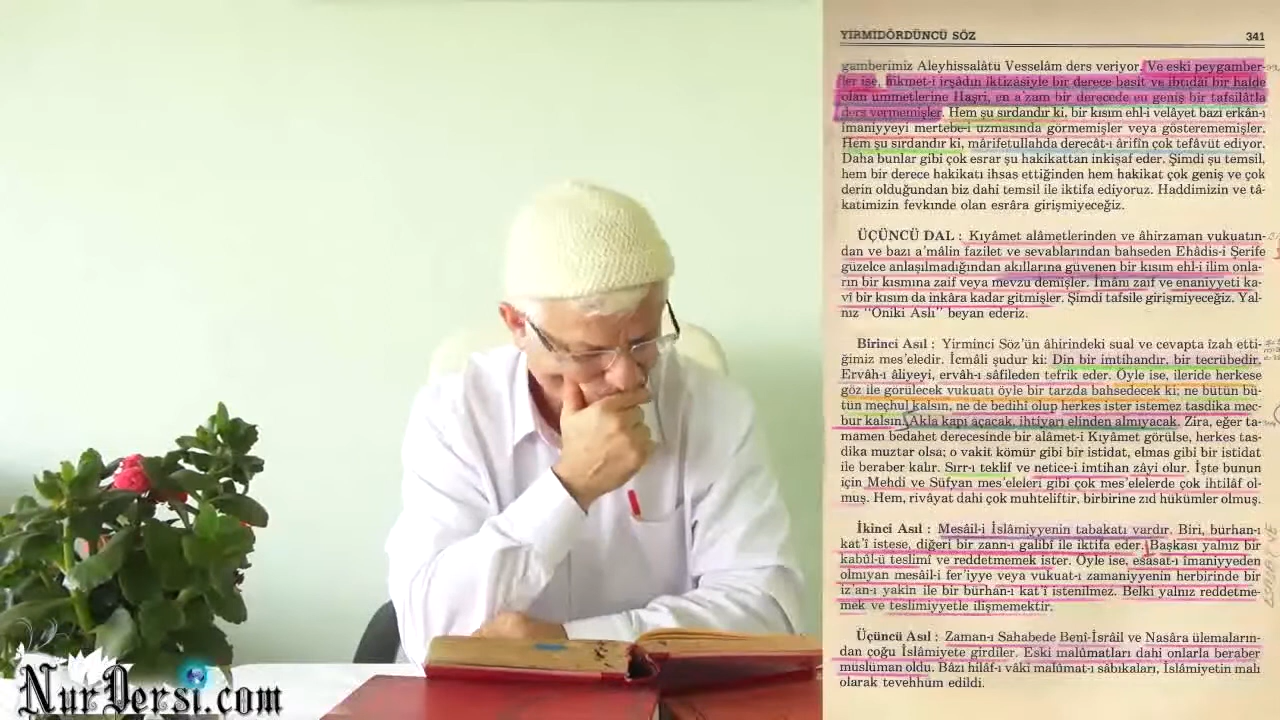 YİRMİDÖRDÜNCÜ SÖZ 341
gamberimiz Aleyhissalâtü Vesselâm ders veriyor. Ve eski peygamber-
ler ise, hikmet-i irşadın iktizasiyle bir derece basit ve ibtidâî bir halde
olan ümmetlerine Haşri, en a'zam bir derecede en geniş bir tafsilâtla
ders vermemişler. Hem şu sırdandır ki, bir kısım ehl-i velâyet bazı erkân-ı
imaniyyeyi mertebe-i uzmasında görmemişler veya gösterememişler.
Hem şu sırdandır ki, mârifetullahda derecât-ı ârifîn çok tefâvüt ediyor.
Daha bunlar gibi çok esrar şu hakikattan inkişaf eder. Şimdi şu temsil,
hem bir derece hakikatı ihsas ettiğinden hem hakikat çok geniş ve çok
derin olduğundan biz dahi temsil ile iktifa ediyoruz. Haddimizin ve tâ-
katimizin fevkınde olan esrâra girişmiyeceğiz.
ÜÇÜNCÜ DAL : Kıyâmet alâmetlerinden ve âhirzaman vukuatın-
dan ve bazı a'mâlin fazilet ve sevablarından bahseden Ehâdis-i Şerife
güzelce anlaşılmadığından akıllarına güvenen bir kısım ehl-i ilim onla-
rın bir kısmına zaif veya mevzu demişler. İmânı zaif ve enaniyyeti ka-
vî bir kısım da inkâra kadar gitmişler. Şimdi tafsile girişmiyeceğiz. Yal-
nız "Oniki Asıl" beyan ederiz.
Birinci Asıl : Yirminci Söz'ün âhirindeki sual ve cevapta îzah etti-
ğimiz mes'eledir. İcmâli şudur ki: Din bir imtihandır, bir tecrübedir.
Ervâh-ı âliyeyi, ervâh-ı sâfileden tefrik eder. Öyle ise, ileride herkese
göz ile görülecek vukuatı öyle bir tarzda bahsedecek ki; ne bütün bü-
tün meçhul kalsın, ne de bedihî olup herkes ister istemez tasdika mec-
bur kalsın. Akla kapı açacak, ihtiyarı elinden almıyacak. Zira, eğer ta-
mamen bedahet derecesinde bir alâmet-i Kıyâmet görülse, herkes tas-
dika muztar olsa; o vakit kömür gibi bir istidat, elmas gibi bir istidat
ile beraber kalır. Sırr-ı teklif ve netice-i imtihan zâyi olur. İşte bunun
için Mehdi ve Süfyan mes'eleleri gibi çok mes'elelerde çok ihtilâf ol-
muş. Hem, rivâyat dahi çok muhteliftir, birbirine zıd hükümler olmuş.
İkinci Asıl : Mesâil-i İslâmiyyenin tabakatı vardır. Biri, bürhan-ı
kat'î istese, diğeri bir zann-ı galibî ile iktifa eder. Başkası yalnız bir
kabûl-ü teslimi ve reddetmemek ister. Öyle ise, esâsat-ı imaniyyeden
olmıyan mesâil-i fer'iyye veya vukuat-ı zamaniyyenin herbirinde bir
iz'an-ı yakîn ile bir bürhan-ı kat'î istenilmez. Belki yalnız reddetme-
mek ve teslimiyyetle ilişmemektir.
Üçüncü Asıl : Zaman-ı Sahabede Benî-İsrâil ve Nasâra ülemaların-
dan çoğu İslâmiyete girdiler. Eski malûmatları dahi onlarla beraber
müslüman oldu. Bâzı hilâf-ı vâki malûmat-ı sâbıkaları, İslâmiyetin malı
olarak tevehhüm edildi.
NurDersi.com